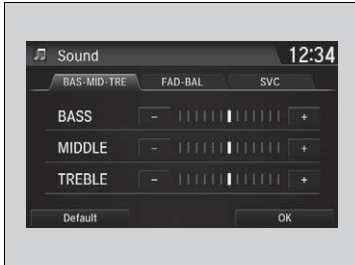 Sound 12:34
BAS-MID-TRE FAD-BAL SVC
BASS - +
MIDDLE - +
TREBLE - +
Default OK